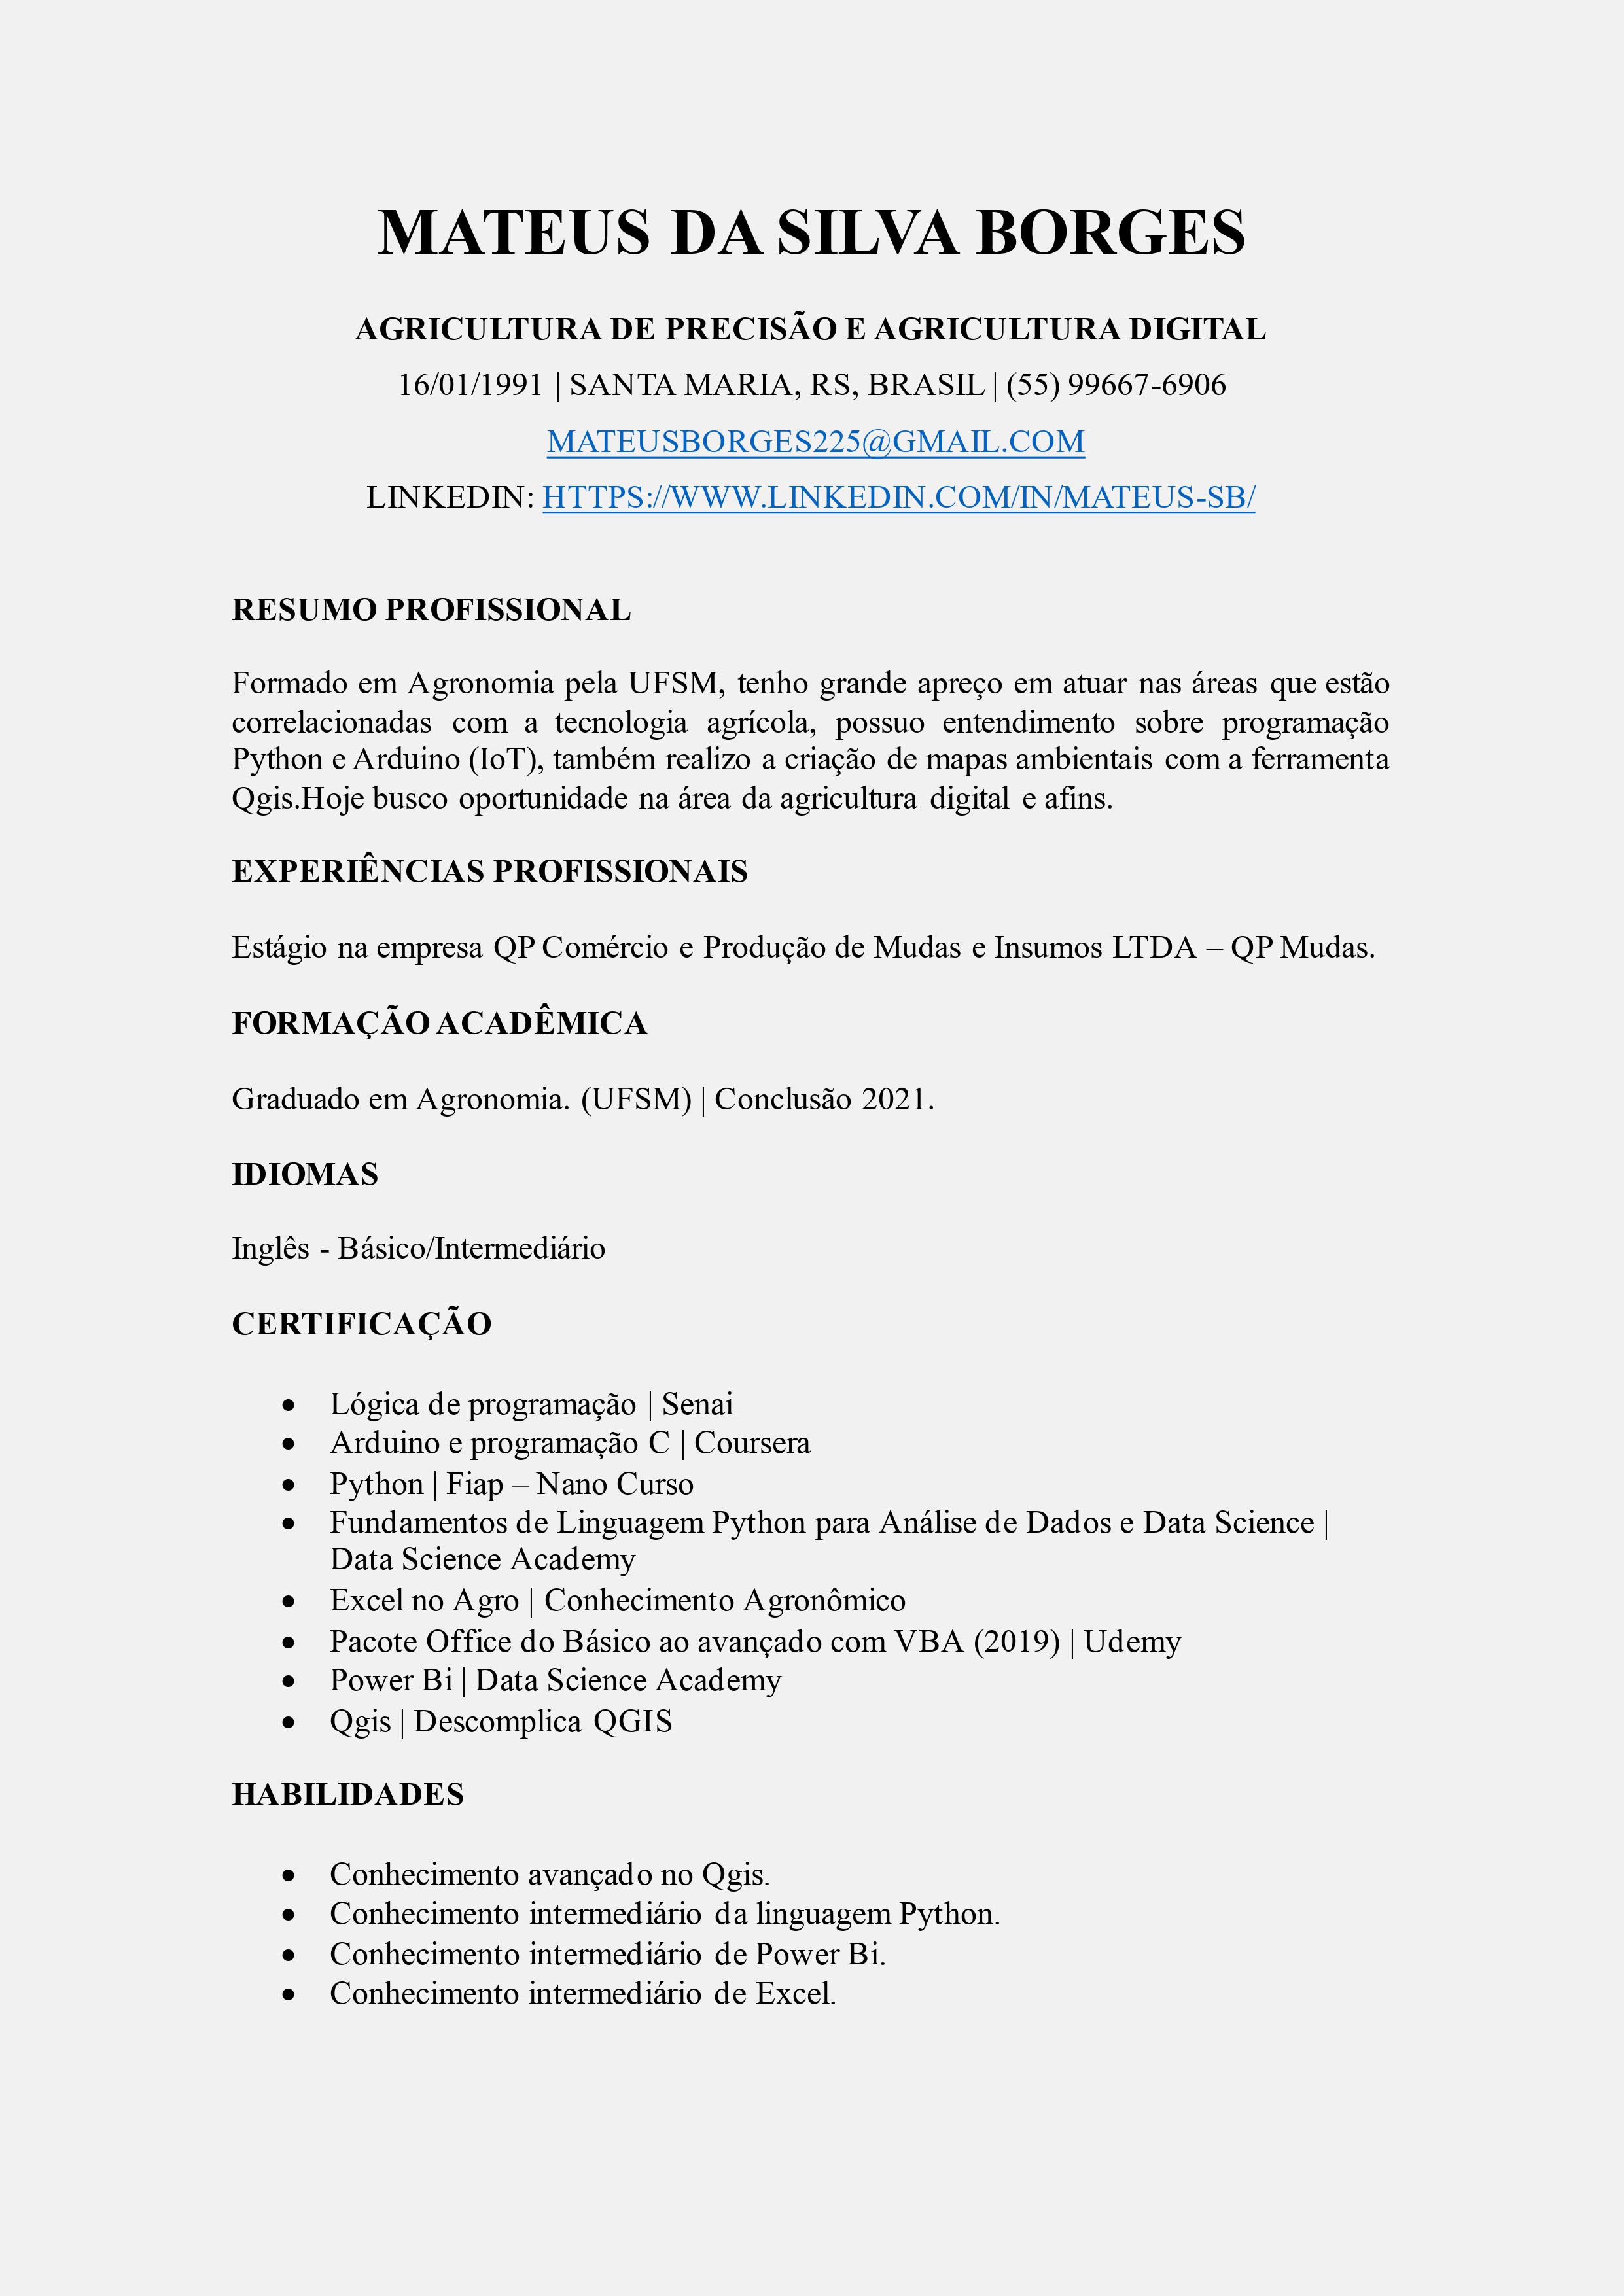 MATEUS DA SILVA BORGES
AGRICULTURA DE PRECISÃO E AGRICULTURA DIGITAL
16/01/1991 | SANTA MARIA, RS, BRASIL | (55) 99667-6906
MATEUSBORGES225@GMAIL.COM
LINKEDIN: HTTPS://WWW.LINKEDIN.COM/IN/MATEUS-SB/
RESUMO PROFISSIONAL
Formado em Agronomia pela UFSM, tenho grande apreço em atuar nas áreas que estão
correlacionadas com a tecnologia agrícola, possuo entendimento sobre programação
Python e Arduino (IoT), também realizo a criação de mapas ambientais com a ferramenta
Qgis.Hoje busco oportunidade na área da agricultura digital e afins.
EXPERIÊNCIAS PROFISSIONAIS
Estágio na empresa QP Comércio e Produção de Mudas e Insumos LTDA – QP Mudas.
FORMAÇÃO ACADÊMICA
Graduado em Agronomia. (UFSM) | Conclusão 2021.
IDIOMAS
Inglês - Básico/Intermediário
CERTIFICAÇÃO
• Lógica de programação | Senai
• Arduino e programação C | Coursera
• Python | Fiap – Nano Curso
• Fundamentos de Linguagem Python para Análise de Dados e Data Science |
Data Science Academy
• Excel no Agro | Conhecimento Agronômico
• Pacote Office do Básico ao avançado com VBA (2019) | Udemy
• Power Bi | Data Science Academy
• Qgis | Descomplica QGIS
HABILIDADES
• Conhecimento avançado no Qgis.
• Conhecimento intermediário da linguagem Python.
• Conhecimento intermediário de Power Bi.
• Conhecimento intermediário de Excel.